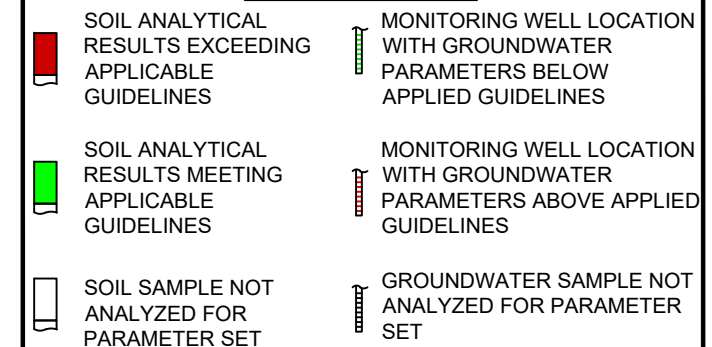 SOIL ANALYTICAL
RESULTS EXCEEDING
APPLICABLE
GUIDELINES
MONITORING WELL LOCATION
WITH GROUNDWATER
PARAMETERS BELOW
APPLIED GUIDELINES
SOIL ANALYTICAL
RESULTS MEETING
APPLICABLE
GUIDELINES
MONITORING WELL LOCATION
WITH GROUNDWATER
PARAMETERS ABOVE APPLIED
GUIDELINES
SOIL SAMPLE NOT
ANALYZED FOR
PARAMETER SET
GROUNDWATER SAMPLE NOT
ANALYZED FOR PARAMETER
SET